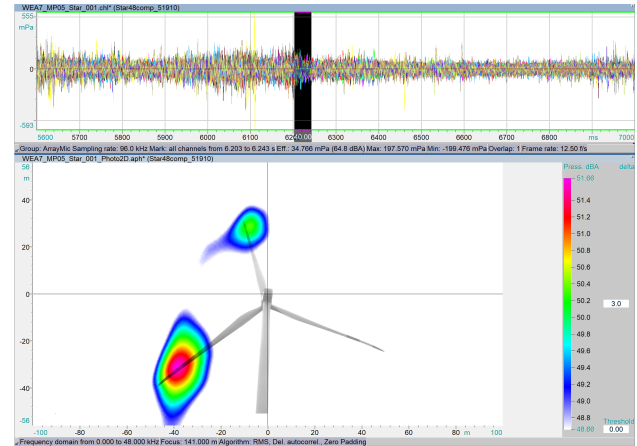 WEA7_MP05_Star_001.chl* (Star48comp_51910)
555
mPa
0
-593
5600 5700 5800 5900 6000 6100 6240.00 6300 6400 6500 6600 6700 6800 6900 ms 7000
Group: ArrayMic Sampling rate: 96.0 kHz Mark: all channels from 6.203 s to 6.243 s Eff.: 34.766 mPa (64.8 dBA) Max: 197.570 mPa Min: -199.476 mPa Overlap: 1 Frame rate: 12.50 f/s
WEA7_MP05_Star_001_Photo2D.aph* (Star48comp_51910)
56
m
40
20
0
-20
-40
-56
-100 -80 -60 -40 -20 0 20 40 60 80 m 100
Press. dBA delta
51.4
51.2
51.0
50.8
50.6
50.4
50.2
50.0
49.8
49.6
49.4
49.2
49.0
48.8
3.0
Threshold
0.00
Frequency domain from 0.000 to 48.000 kHz Focus: 141.000 m Algorithm: RMS, Del. autocorrel., Zero Padding